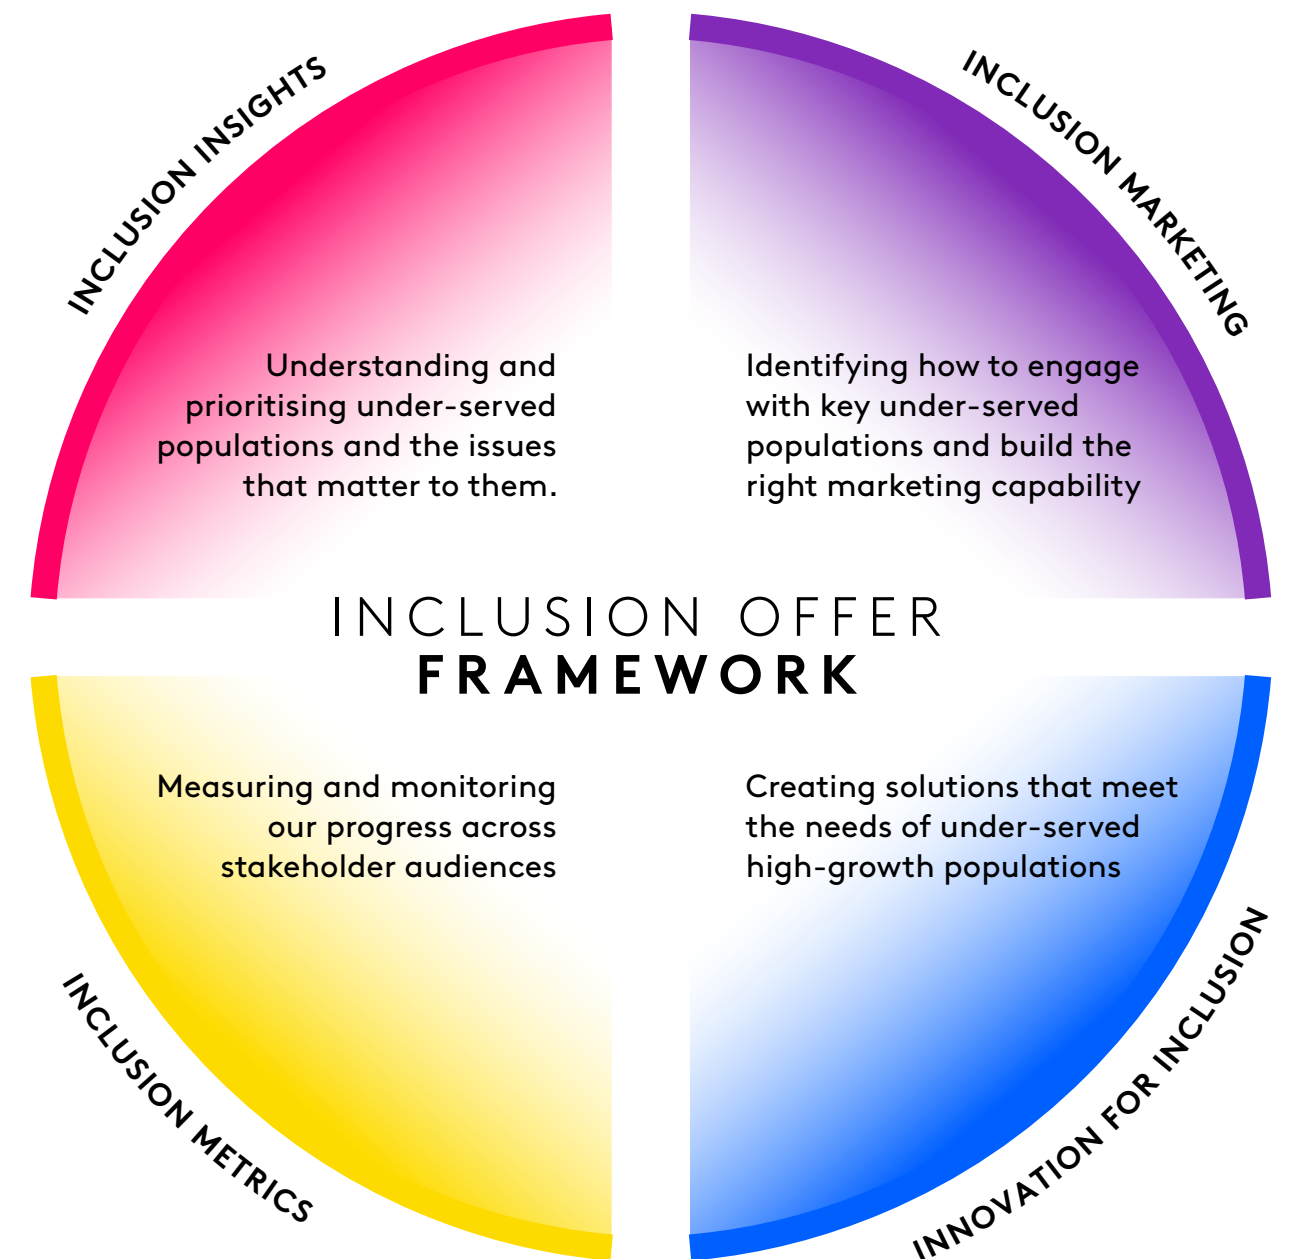 INCLUSION INSIGHTS
Understanding and
prioritising under-served
populations and the issues
that matter to them.
INCLUSION MARKETING
Identifying how to engage
with key under-served
populations and build the
right marketing capability
INCLUSION OFFER
FRAMEWORK
Measuring and monitoring
our progress across
stakeholder audiences
INCLUSION METRICS
Creating solutions that meet
the needs of under-served
high-growth populations
INNOVATION FOR INCLUSION